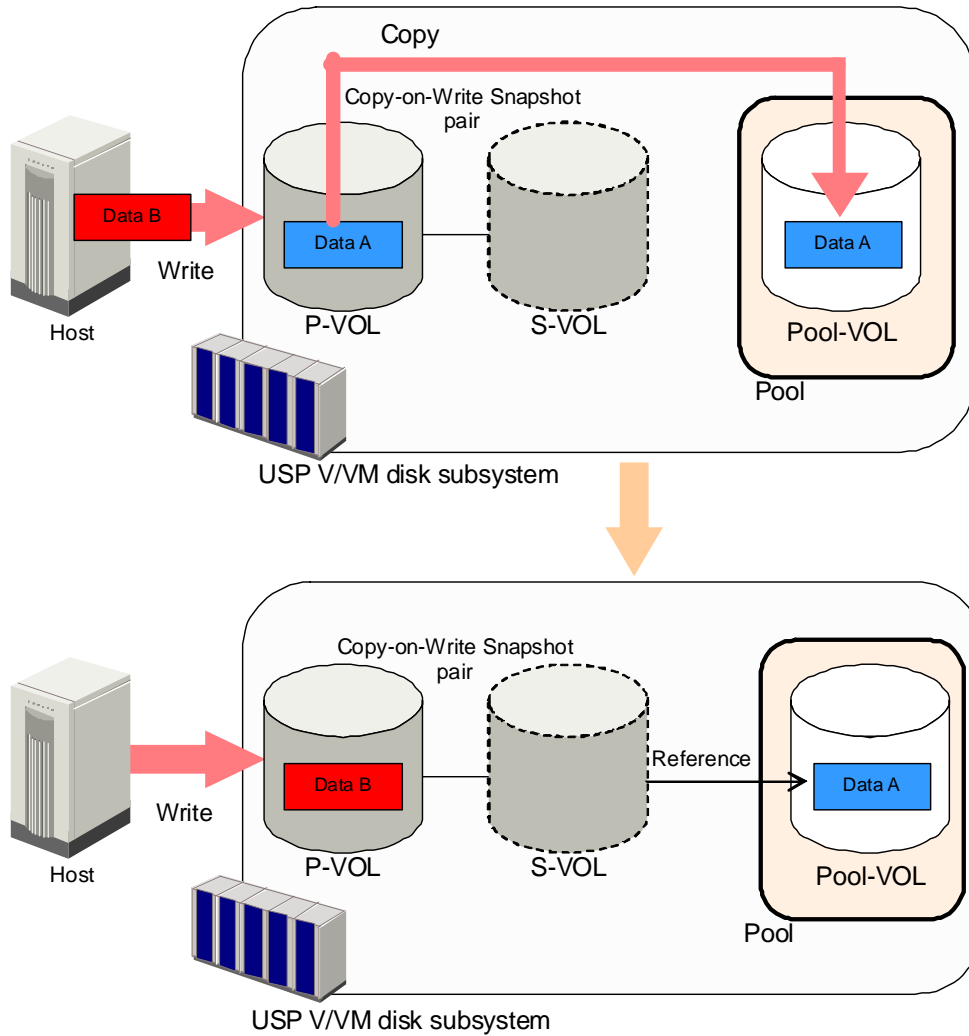 Copy
Copy-on-Write Snapshot
pair
Data B
Data A
Data A
Write
P-VOL
S-VOL
Pool-VOL
Host
Pool
USP V/VM disk subsystem
Copy-on-Write Snapshot
pair
Reference
Data B
Data A
Write
P-VOL
S-VOL
Pool-VOL
Host
Pool
USP V/VM disk subsystem